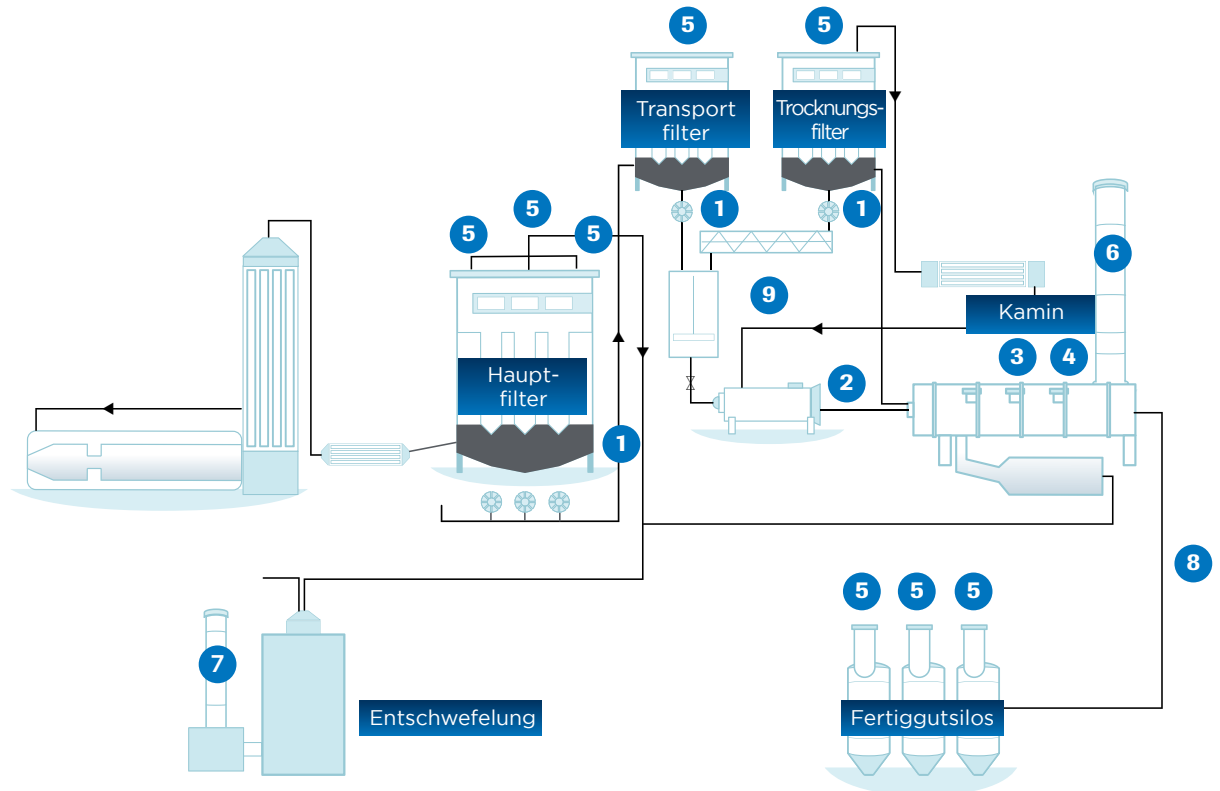 5
5
Transport
filter
Trocknungs-
filter
1
1
5
5
5
6
9
Kamin
3
4
Haupt-
filter
2
1
8
5
5
5
7
Entschwefelung
Fertiggutsilos